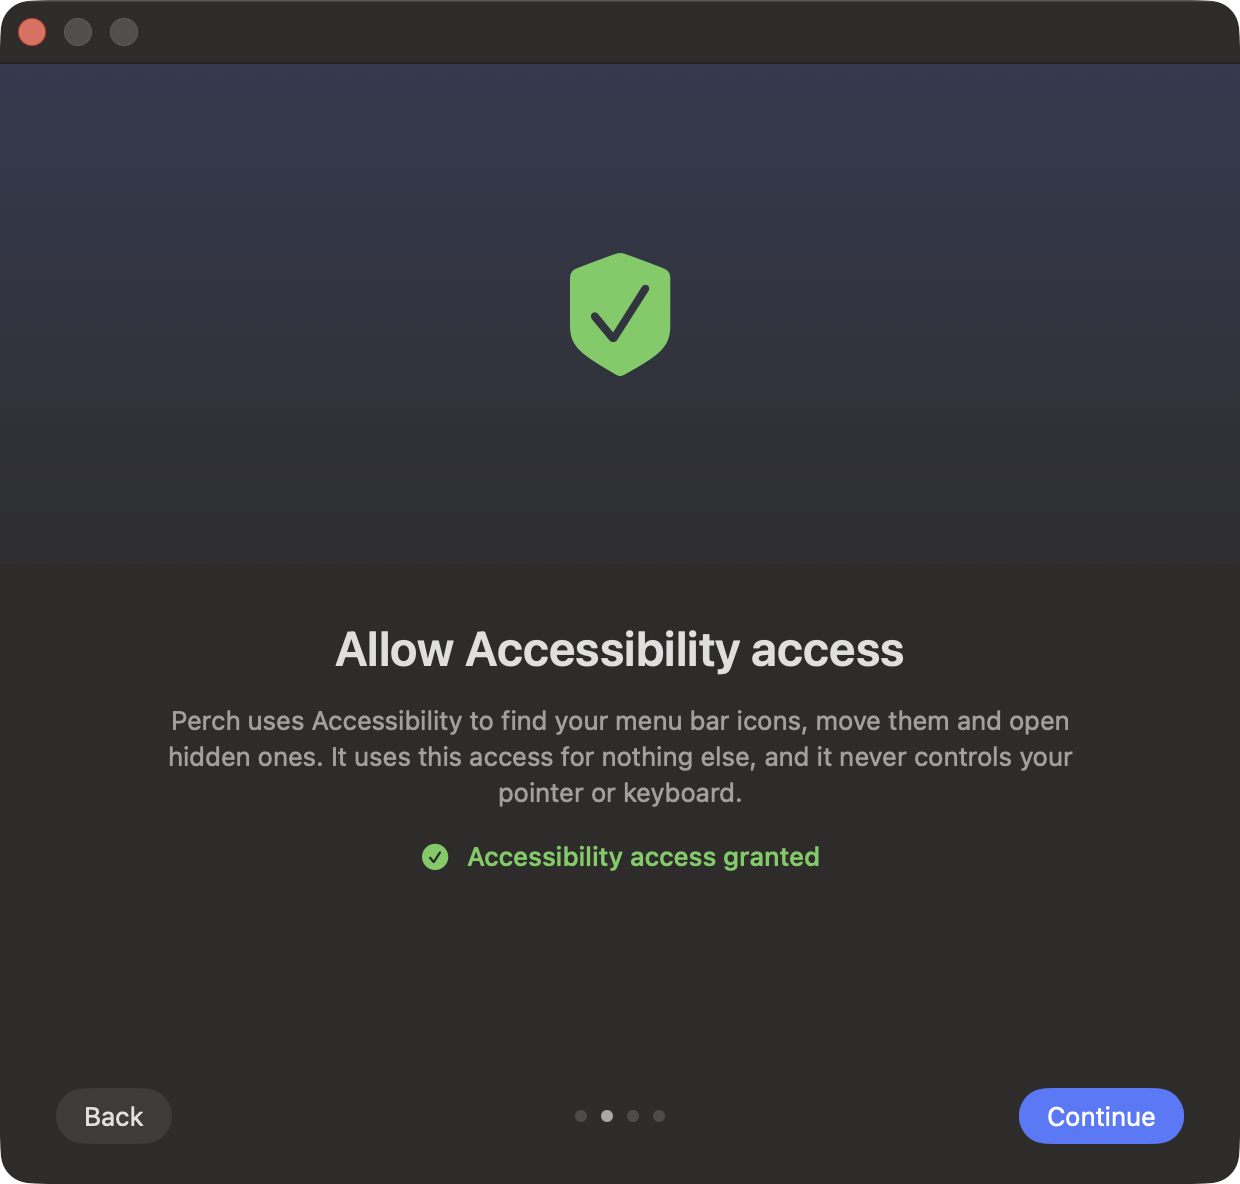 Allow Accessibility access
Perch uses Accessibility to find your menu bar icons, move them and open
hidden ones. It uses this access for nothing else, and it never controls your
pointer or keyboard.
Accessibility access granted
Back
Continue